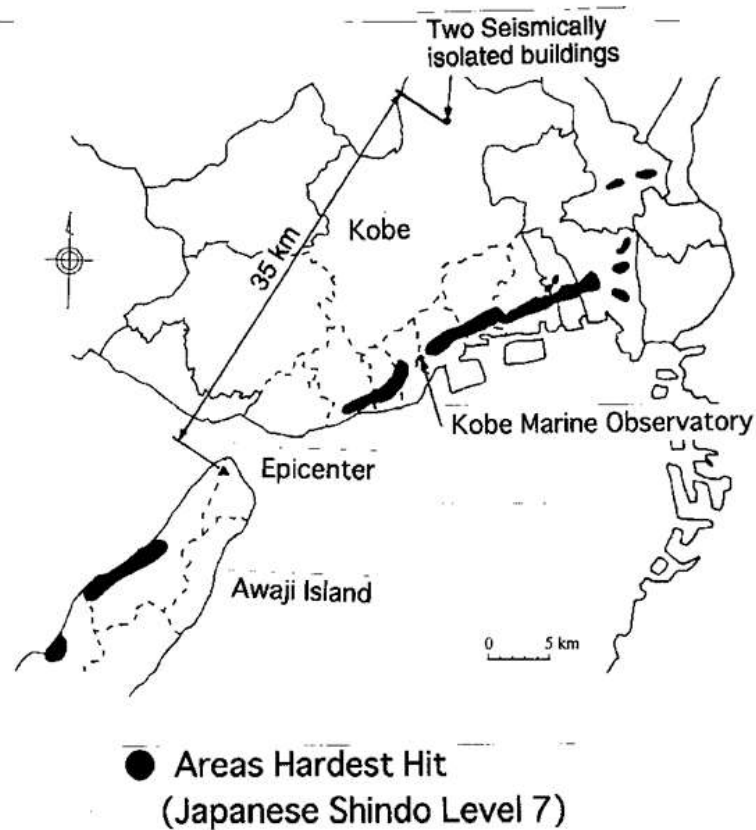 Two Seismically
isolated buildings
Kobe
35 km
Kobe Marine Observatory
Epicenter
Awaji Island
0 5 km
Areas Hardest Hit
(Japanese Shindo Level 7)